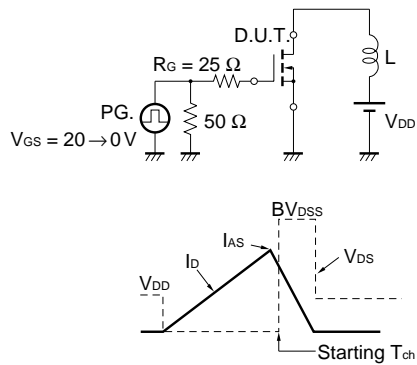 D.U.T.
RG = 25 Ω
L
PG.
50 Ω
VDD
VGS = 20 → 0 V
BVDSS
IAS
ID
VDS
VDD
Starting Tch